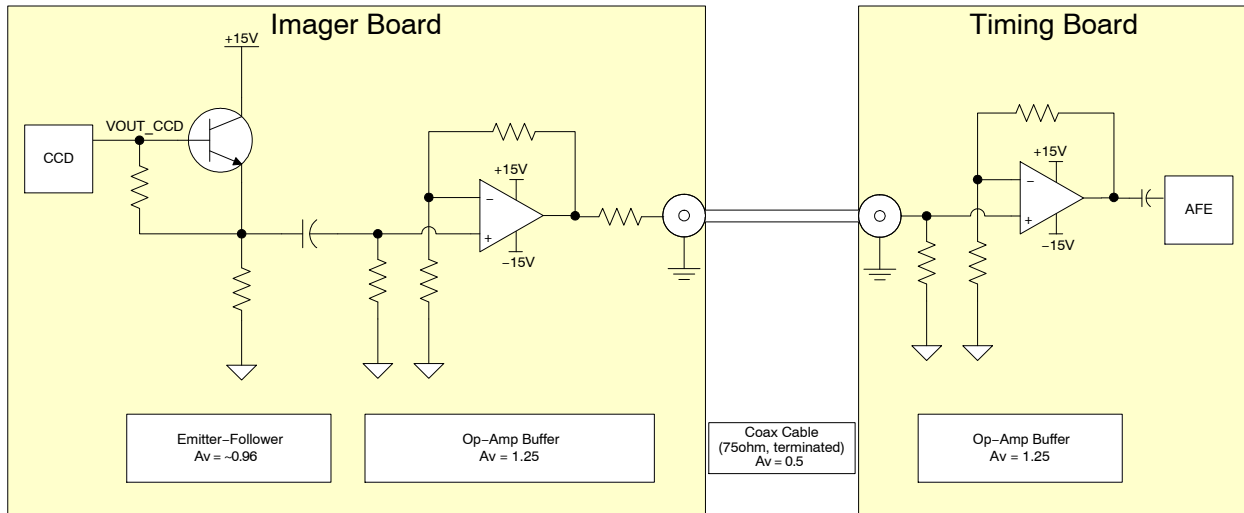 Imager Board
Timing Board
+15V
VOUT_CCD
CCD
+15V
−
+
−15V
+15V
−
+
−15V
AFE
Emitter−Follower
Av = ~0.96
Op−Amp Buffer
Av = 1.25
Coax Cable
(75ohm, terminated)
Av = 0.5
Op−Amp Buffer
Av = 1.25